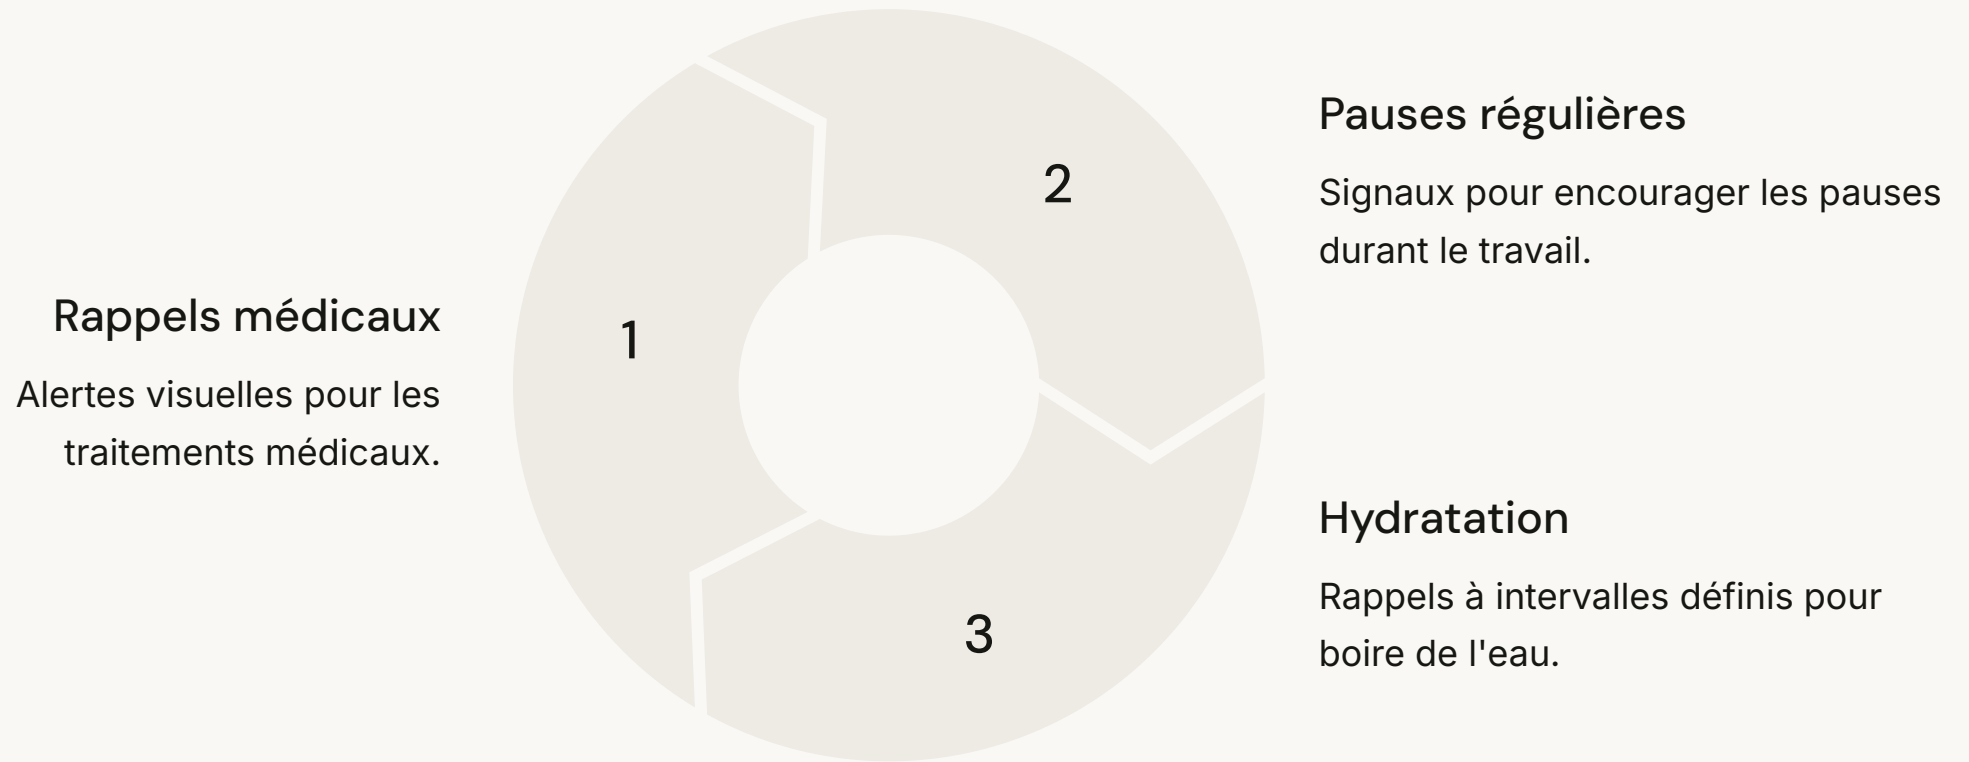 1
Rappels médicaux
Alertes visuelles pour les
traitements médicaux.
2
Pauses régulières
Signaux pour encourager les pauses
durant le travail.
3
Hydratation
Rappels à intervalles définis pour
boire de l'eau.